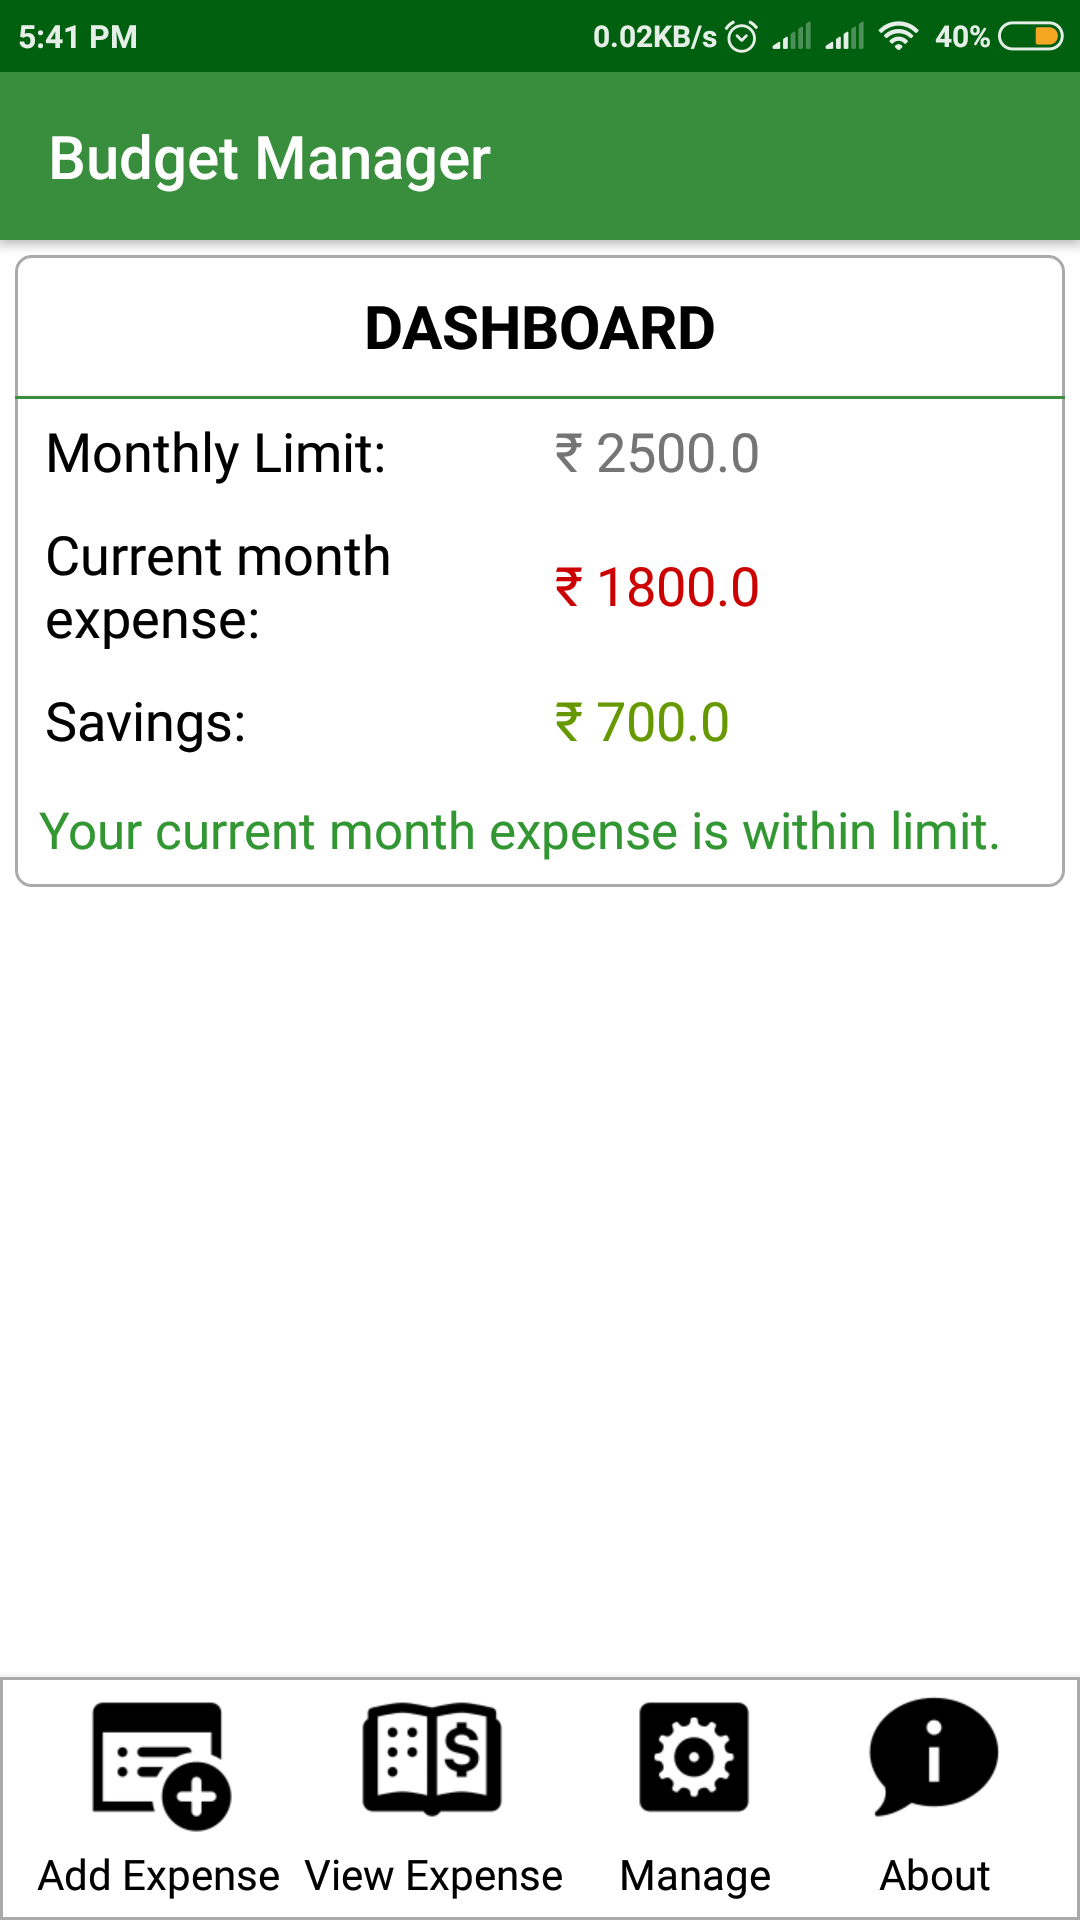 5:41 PM 0.02KB/s 40%
Budget Manager
DASHBOARD
Monthly Limit: ₹ 2500.0
Current month
expense: ₹ 1800.0
Savings: ₹ 700.0
Your current month expense is within limit.
Add Expense View Expense Manage About